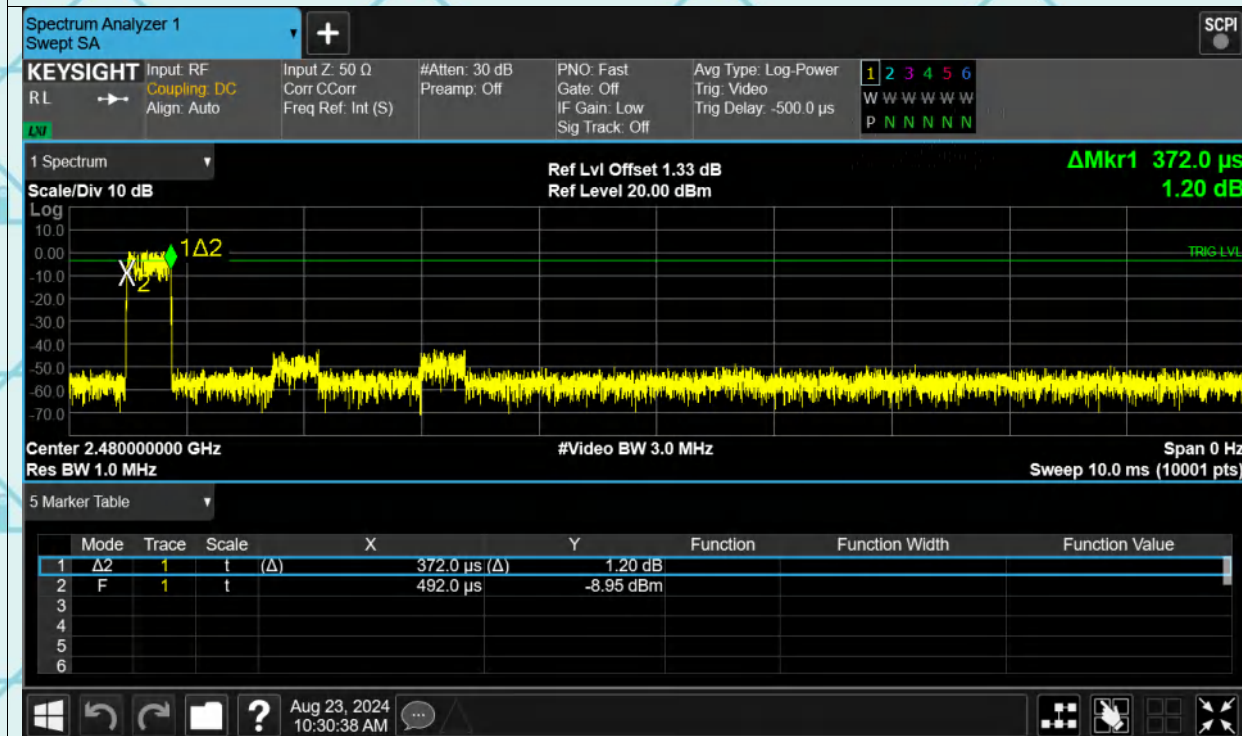 Spectrum Analyzer 1
Swept SA
+
SCPI
KEYSIGHT
RL
LXI
Input: RF
Coupling: DC
Align: Auto
Input Z: 50 Ω
Corr CCorr
Freq Ref: Int (S)
#Atten: 30 dB
Preamp: Off
PNO: Fast
Gate: Off
IF Gain: Low
Sig Track: Off
Avg Type: Log-Power
Trig: Video
Trig Delay: -500.0 µs
1 2 3 4 5 6
W W W W W W
P N N N N N
1 Spectrum
Scale/Div 10 dB
Ref Lvl Offset 1.33 dB
Ref Level 20.00 dBm
ΔMkr1 372.0 µs
1.20 dB
Log
10.0
0.00
-10.0
-20.0
-30.0
-40.0
-50.0
-60.0
-70.0
1Δ2
X
2
TRIG LVL
Center 2.480000000 GHz
#Video BW 3.0 MHz
Span 0 Hz
Res BW 1.0 MHz
Sweep 10.0 ms (10001 pts)
5 Marker Table
Mode Trace Scale X Y Function Function Width Function Value
1 Δ2 1 t (Δ) 372.0 µs (Δ) 1.20 dB
2 F 1 t 492.0 µs -8.95 dBm
3
4
5
6
?
Aug 23, 2024
10:30:38 AM